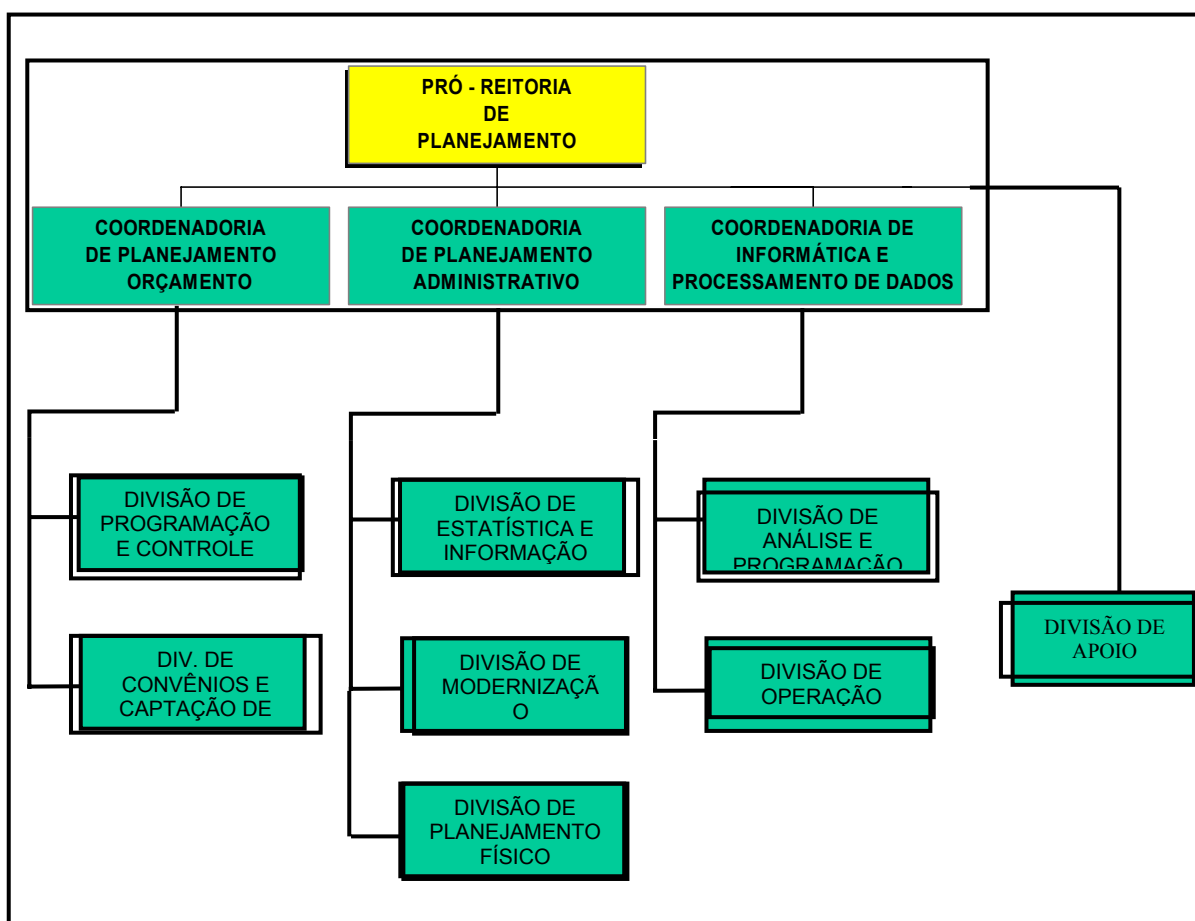 PRÓ - REITORIA
DE
PLANEJAMENTO
COORDENADORIA
DE PLANEJAMENTO
ORÇAMENTO
COORDENADORIA
DE PLANEJAMENTO
ADMINISTRATIVO
COORDENADORIA DE
INFORMÁTICA E
PROCESSAMENTO DE DADOS
DIVISÃO DE
PROGRAMAÇÃO
E CONTROLE
DIVISÃO DE
ESTATÍSTICA E
INFORMAÇÃO
DIVISÃO DE
ANÁLISE E
PROGRAMAÇÃO
DIVISÃO DE
APOIO
DIV. DE
CONVÊNIOS E
CAPTAÇÃO DE
DIVISÃO DE
MODERNIZAÇÃ
O
DIVISÃO DE
OPERAÇÃO
DIVISÃO DE
PLANEJAMENTO
FÍSICO